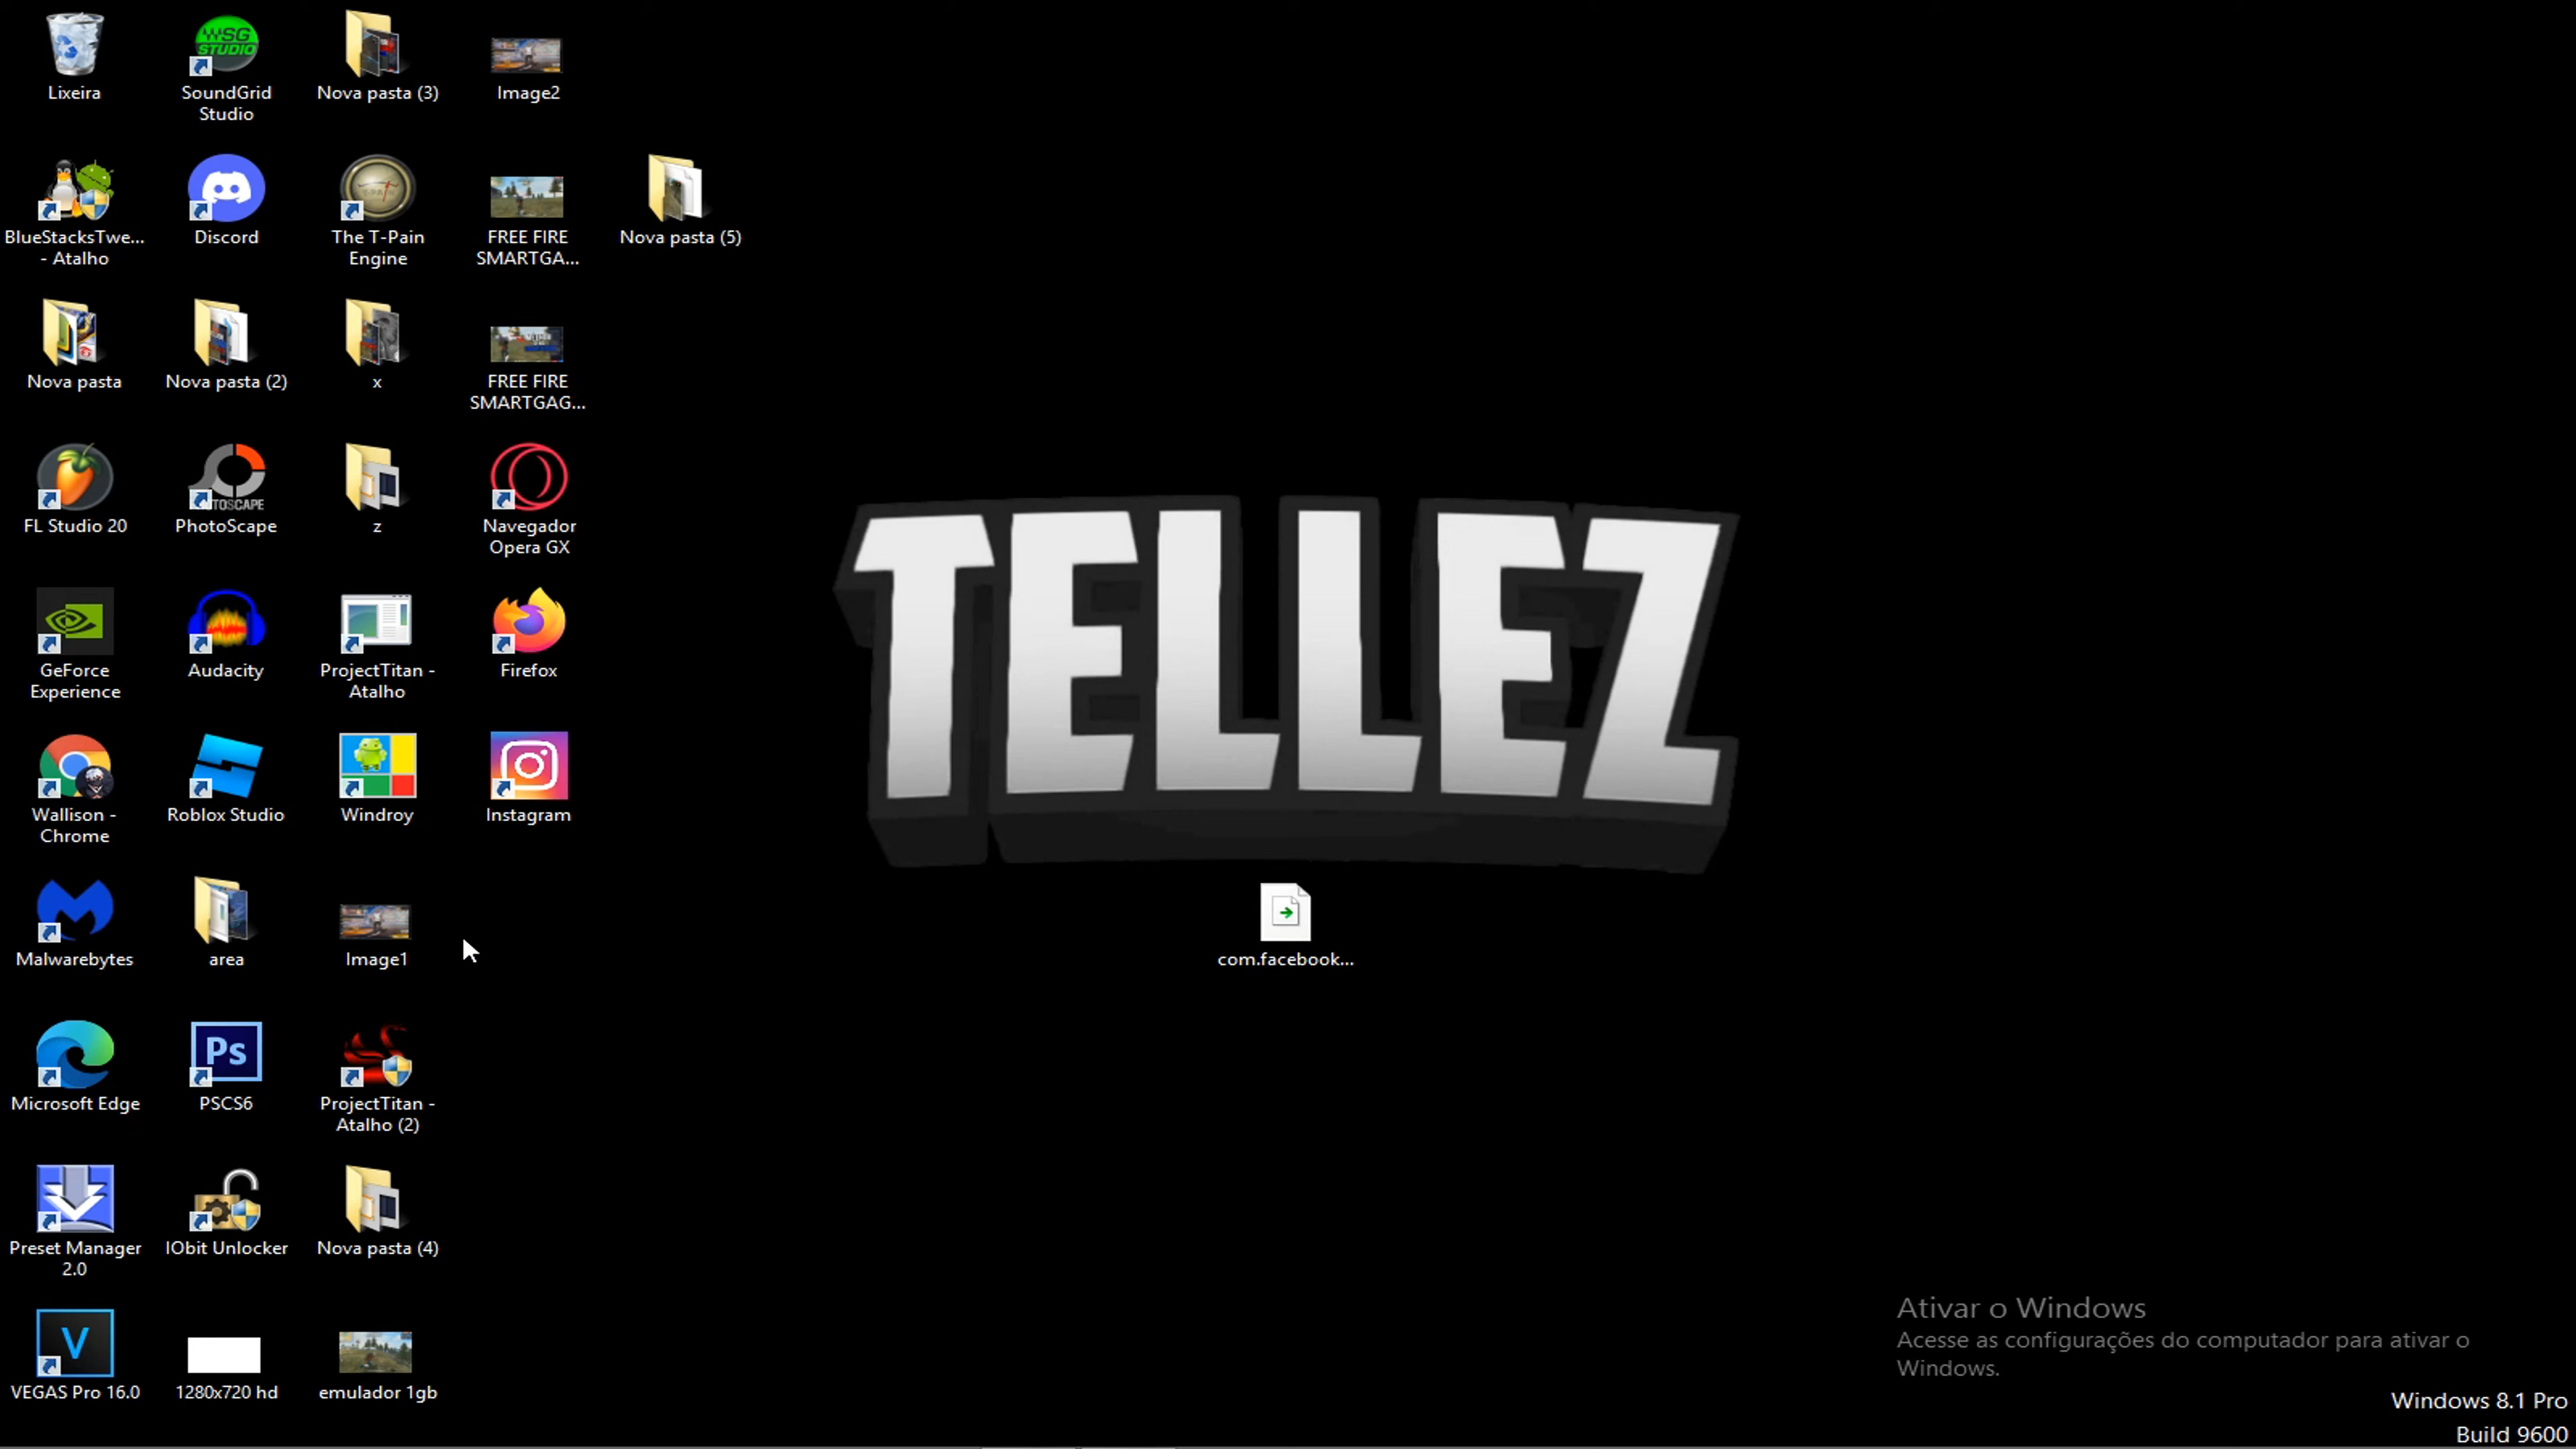 Lixeira
SoundGrid
Studio
Nova pasta (3)
Image2
BlueStacksTwe...
- Atalho
Discord
The T-Pain
Engine
FREE FIRE
SMARTGA...
Nova pasta (5)
Nova pasta
Nova pasta (2)
x
FREE FIRE
SMARTGAG...
FL Studio 20
PhotoScape
z
Navegador
Opera GX
GeForce
Experience
Audacity
ProjectTitan -
Atalho
Firefox
Wallison -
Chrome
Roblox Studio
Windroy
Instagram
Malwarebytes
area
Image1
Microsoft Edge
PSCS6
ProjectTitan -
Atalho (2)
Preset Manager
2.0
IObit Unlocker
Nova pasta (4)
VEGAS Pro 16.0
1280x720 hd
emulador 1gb
WSG
STUDIO
TOSCAPE
Ps
V
TELLEZ
com.facebook...
Ativar o Windows
Acesse as configurações do computador para ativar o
Windows.
Windows 8.1 Pro
Build 9600